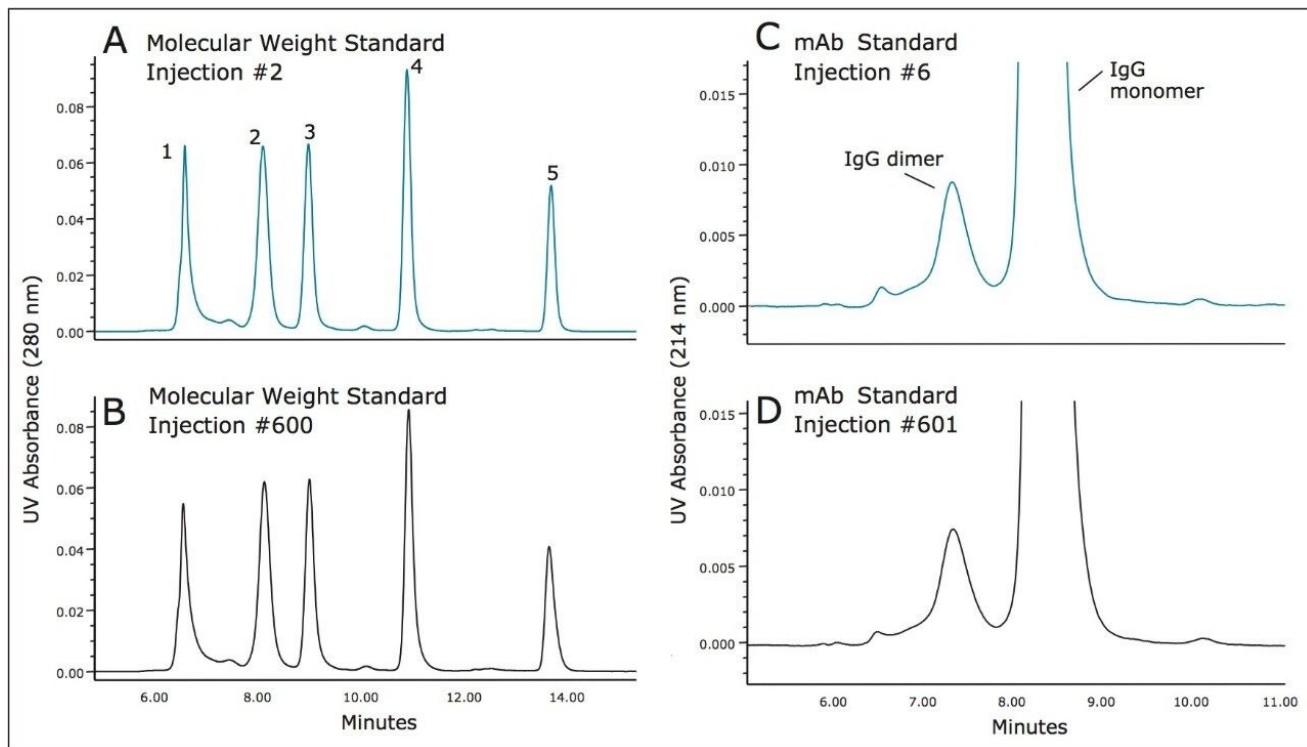 A
Molecular Weight Standard
Injection #2
1
2
3
4
5
0.08
0.06
0.04
0.02
0.00
UV Absorbance (280 nm)
B
Molecular Weight Standard
Injection #600
0.08
0.06
0.04
0.02
0.00
6.00 8.00 10.00 12.00 14.00
Minutes
C
mAb Standard
Injection #6
IgG
monomer
IgG dimer
0.015
0.010
0.005
0.000
UV Absorbance (214 nm)
D
mAb Standard
Injection #601
0.015
0.010
0.005
0.000
6.00 7.00 8.00 9.00 10.00 11.00
Minutes